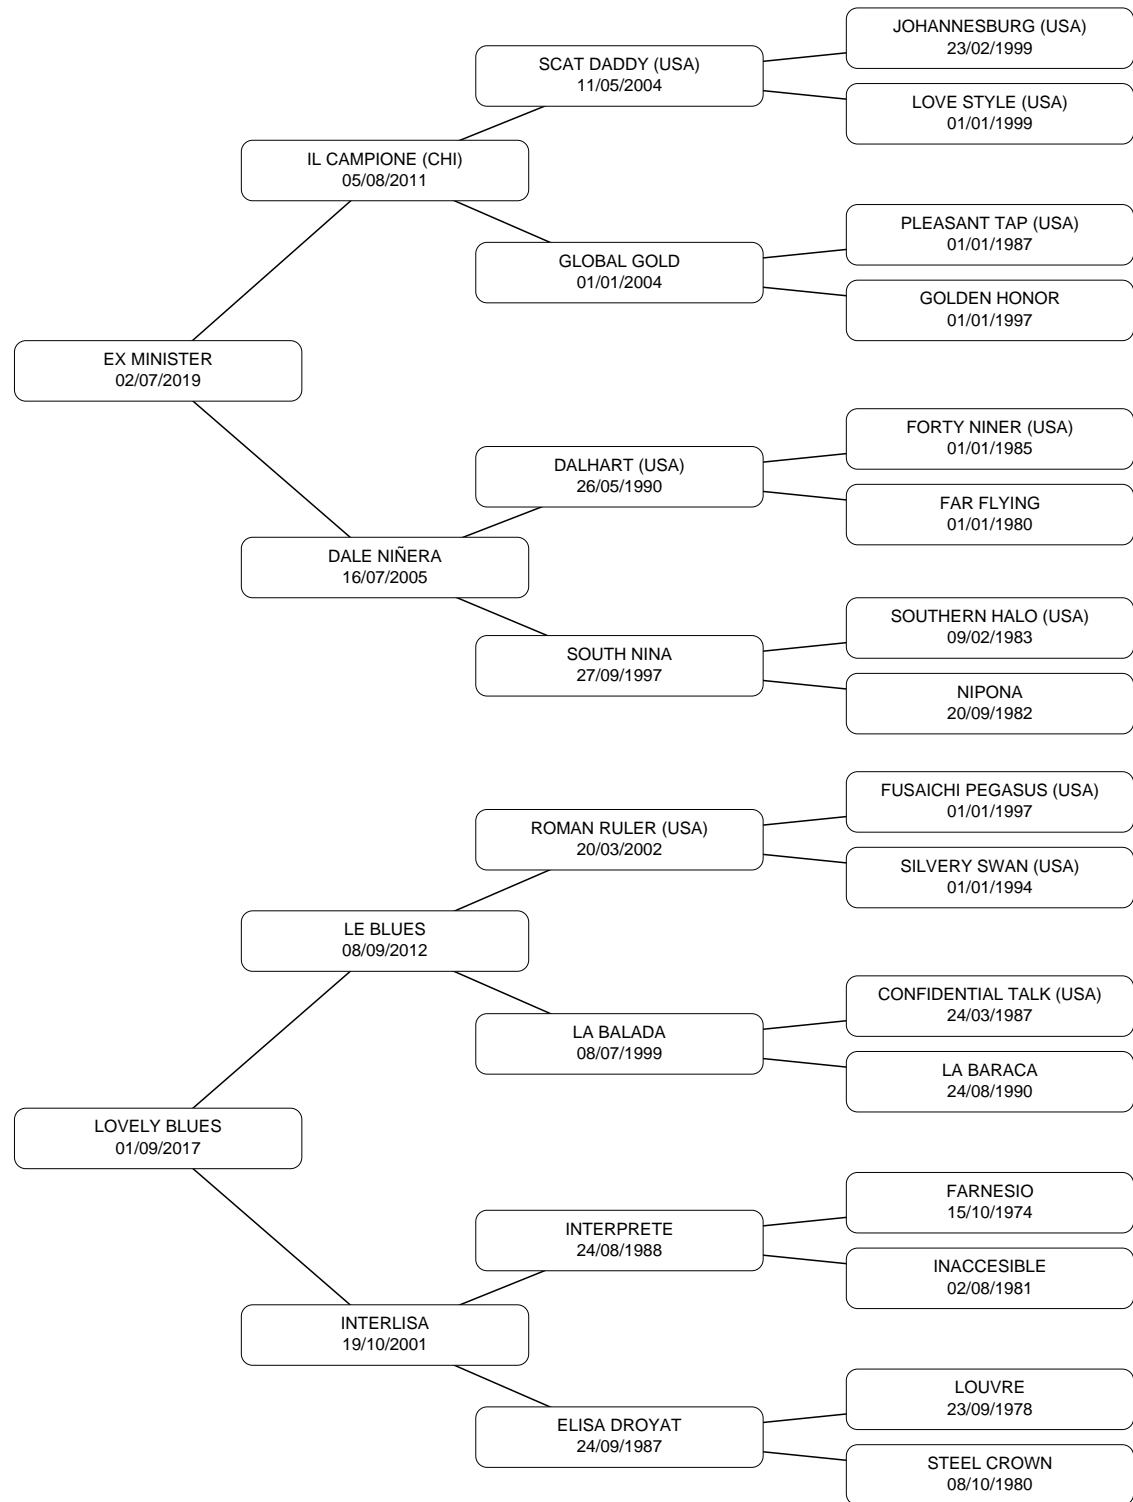 JOHANNESBURG (USA)
23/02/1999
SCAT DADDY (USA)
11/05/2004
LOVE STYLE (USA)
01/01/1999
IL CAMPIONE (CHI)
05/08/2011
PLEASANT TAP (USA)
01/01/1987
GLOBAL GOLD
01/01/2004
GOLDEN HONOR
01/01/1997
EX MINISTER
02/07/2019
FORTY NINER (USA)
01/01/1985
DALHART (USA)
26/05/1990
FAR FLYING
01/01/1980
DALE NIÑERA
16/07/2005
SOUTHERN HALO (USA)
09/02/1983
SOUTH NINA
27/09/1997
NIPONA
20/09/1982
FUSAICHI PEGASUS (USA)
01/01/1997
ROMAN RULER (USA)
20/03/2002
SILVERY SWAN (USA)
01/01/1994
LE BLUES
08/09/2012
CONFIDENTIAL TALK (USA)
24/03/1987
LA BALADA
08/07/1999
LA BARACA
24/08/1990
LOVELY BLUES
01/09/2017
FARNESIO
15/10/1974
INTERPRETE
24/08/1988
INACCESIBLE
02/08/1981
INTERLISA
19/10/2001
LOUVRE
23/09/1978
ELISA DROYAT
24/09/1987
STEEL CROWN
08/10/1980